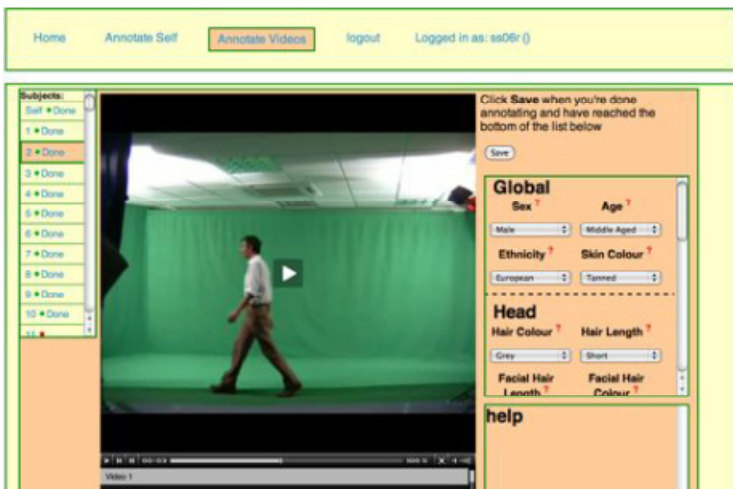 Home Annotate Self Annotate Videos logout Logged in as: ss06r ()
Subjects:
Self Done
1 Done
2 Done
3 Done
4 Done
5 Done
6 Done
7 Done
8 Done
9 Done
10 Done
11
Click Save when you're done
annotating and have reached the
bottom of the list below
Save
Global
Sex ? Age ?
Male Middle Aged
Ethnicity ? Skin Colour ?
European Tanned
Head
Hair Colour ? Hair Length ?
Grey Short
Facial Hair Facial Hair
Length ? Colour ?
help
Video 1